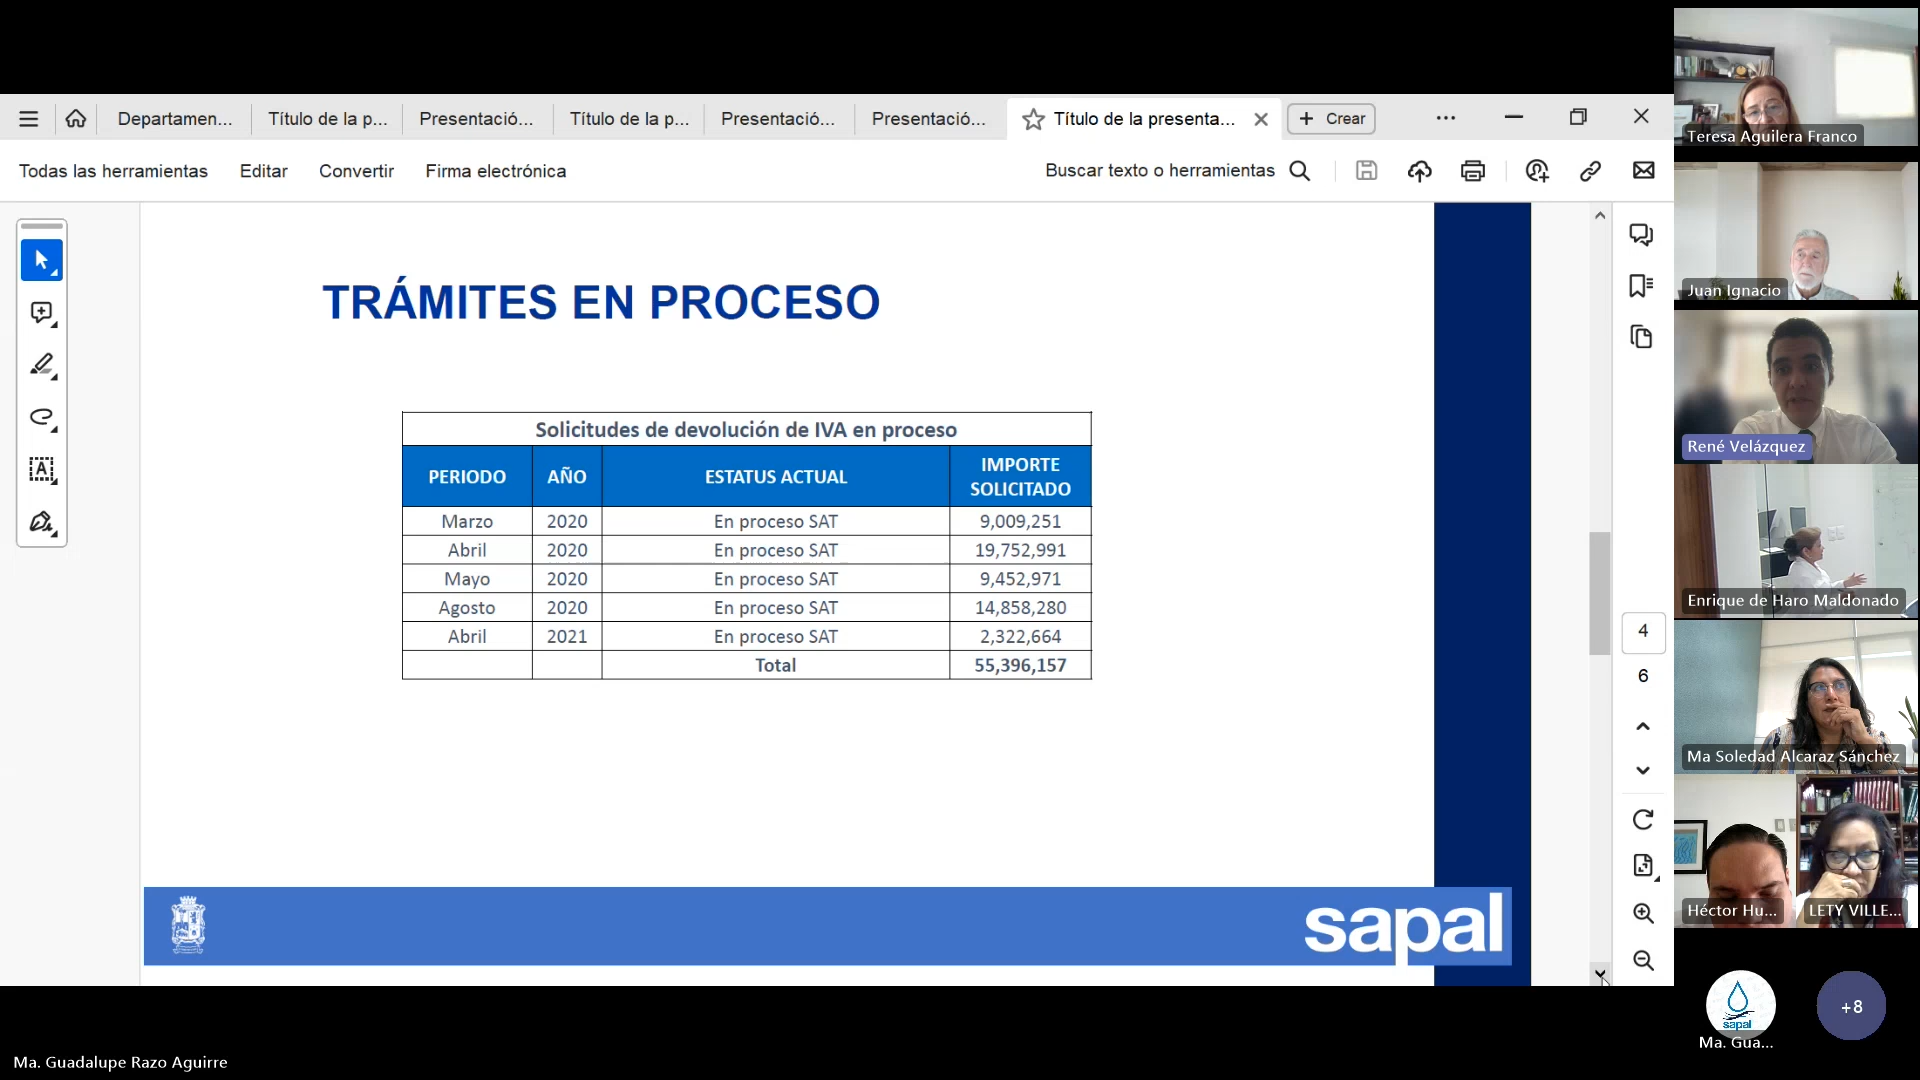 Departamen...
Título de la p...
Presentació...
Título de la p...
Presentació...
Presentació...
Título de la presenta...
Crear
Todas las herramientas
Editar
Convertir
Firma electrónica
Buscar texto o herramientas
TRÁMITES EN PROCESO
Solicitudes de devolución de IVA en proceso
PERIODO AÑO ESTATUS ACTUAL IMPORTE SOLICITADO
Marzo 2020 En proceso SAT 9,009,251
Abril 2020 En proceso SAT 19,752,991
Mayo 2020 En proceso SAT 9,452,971
Agosto 2020 En proceso SAT 14,858,280
Abril 2021 En proceso SAT 2,322,664
Total 55,396,157
sapal
4
6
Teresa Aguilera Franco
Juan Ignacio
René Velázquez
Enrique de Haro Maldonado
Ma Soledad Alcaraz Sánchez
Héctor Hu...
LETY VILLE...
sapal
Ma. Gua...
+8
Ma. Guadalupe Razo Aguirre